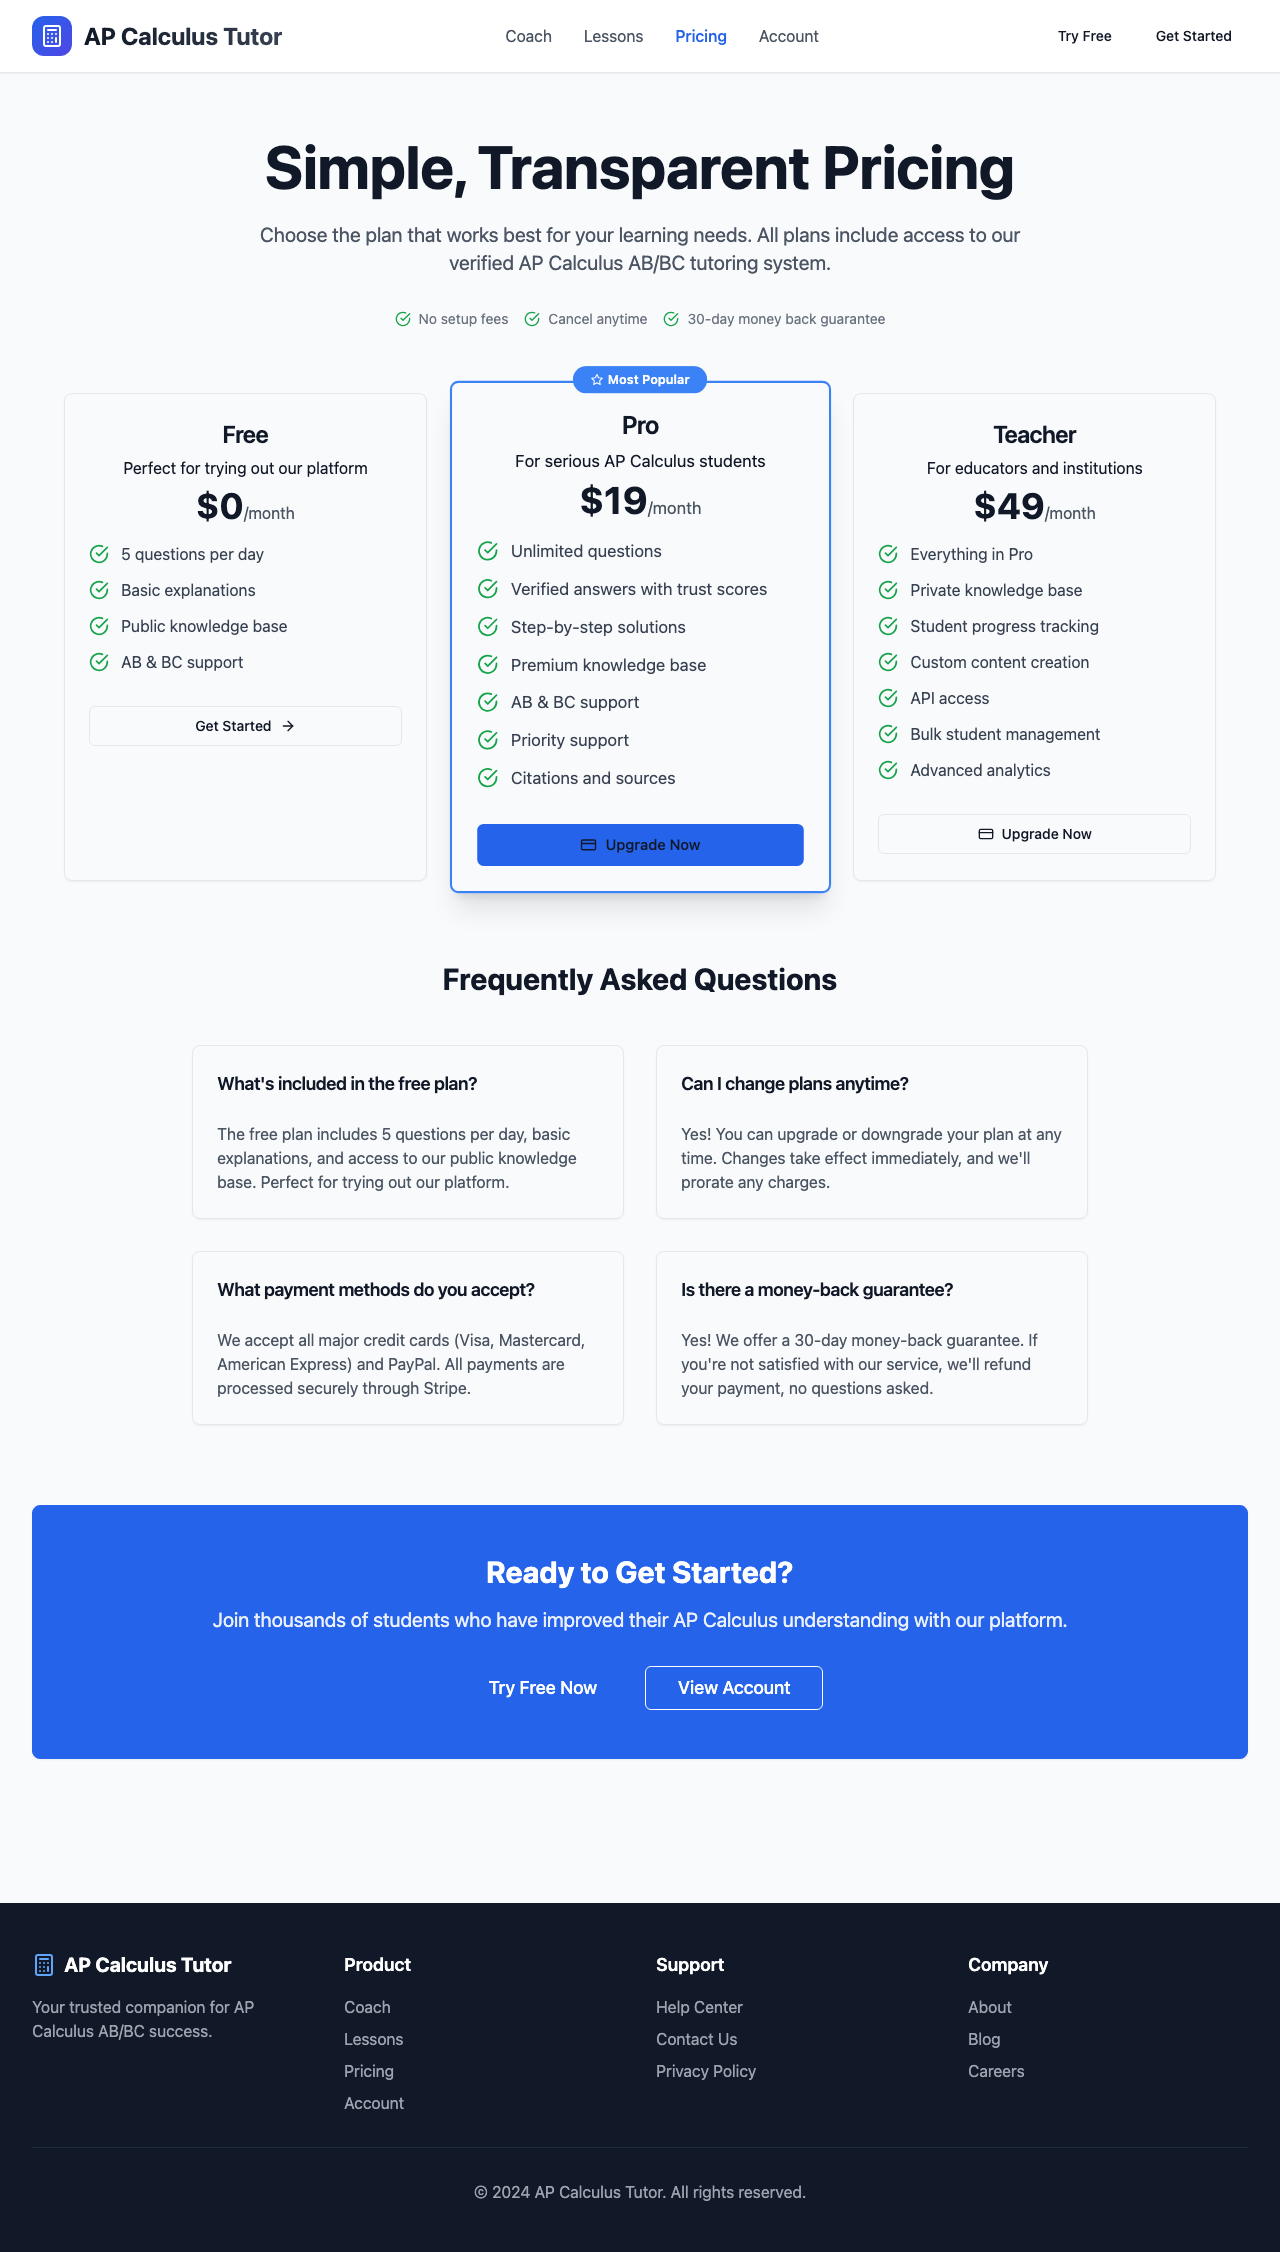 AP Calculus Tutor
Coach
Lessons
Pricing
Account
Try Free
Get Started
Simple, Transparent Pricing
Choose the plan that works best for your learning needs. All plans include access to our
verified AP Calculus AB/BC tutoring system.
No setup fees
Cancel anytime
30-day money back guarantee
Free
Perfect for trying out our platform
$0/month
5 questions per day
Basic explanations
Public knowledge base
AB & BC support
Get Started
Most Popular
Pro
For serious AP Calculus students
$19/month
Unlimited questions
Verified answers with trust scores
Step-by-step solutions
Premium knowledge base
AB & BC support
Priority support
Citations and sources
Upgrade Now
Teacher
For educators and institutions
$49/month
Everything in Pro
Private knowledge base
Student progress tracking
Custom content creation
API access
Bulk student management
Advanced analytics
Upgrade Now
Frequently Asked Questions
What's included in the free plan?
The free plan includes 5 questions per day, basic
explanations, and access to our public knowledge
base. Perfect for trying out our platform.
Can I change plans anytime?
Yes! You can upgrade or downgrade your plan at any
time. Changes take effect immediately, and we'll
prorate any charges.
What payment methods do you accept?
We accept all major credit cards (Visa, Mastercard,
American Express) and PayPal. All payments are
processed securely through Stripe.
Is there a money-back guarantee?
Yes! We offer a 30-day money-back guarantee. If
you're not satisfied with our service, we'll refund
your payment, no questions asked.
Ready to Get Started?
Join thousands of students who have improved their AP Calculus understanding with our platform.
Try Free Now
View Account
AP Calculus Tutor
Your trusted companion for AP
Calculus AB/BC success.
Product
Coach
Lessons
Pricing
Account
Support
Help Center
Contact Us
Privacy Policy
Company
About
Blog
Careers
© 2024 AP Calculus Tutor. All rights reserved.